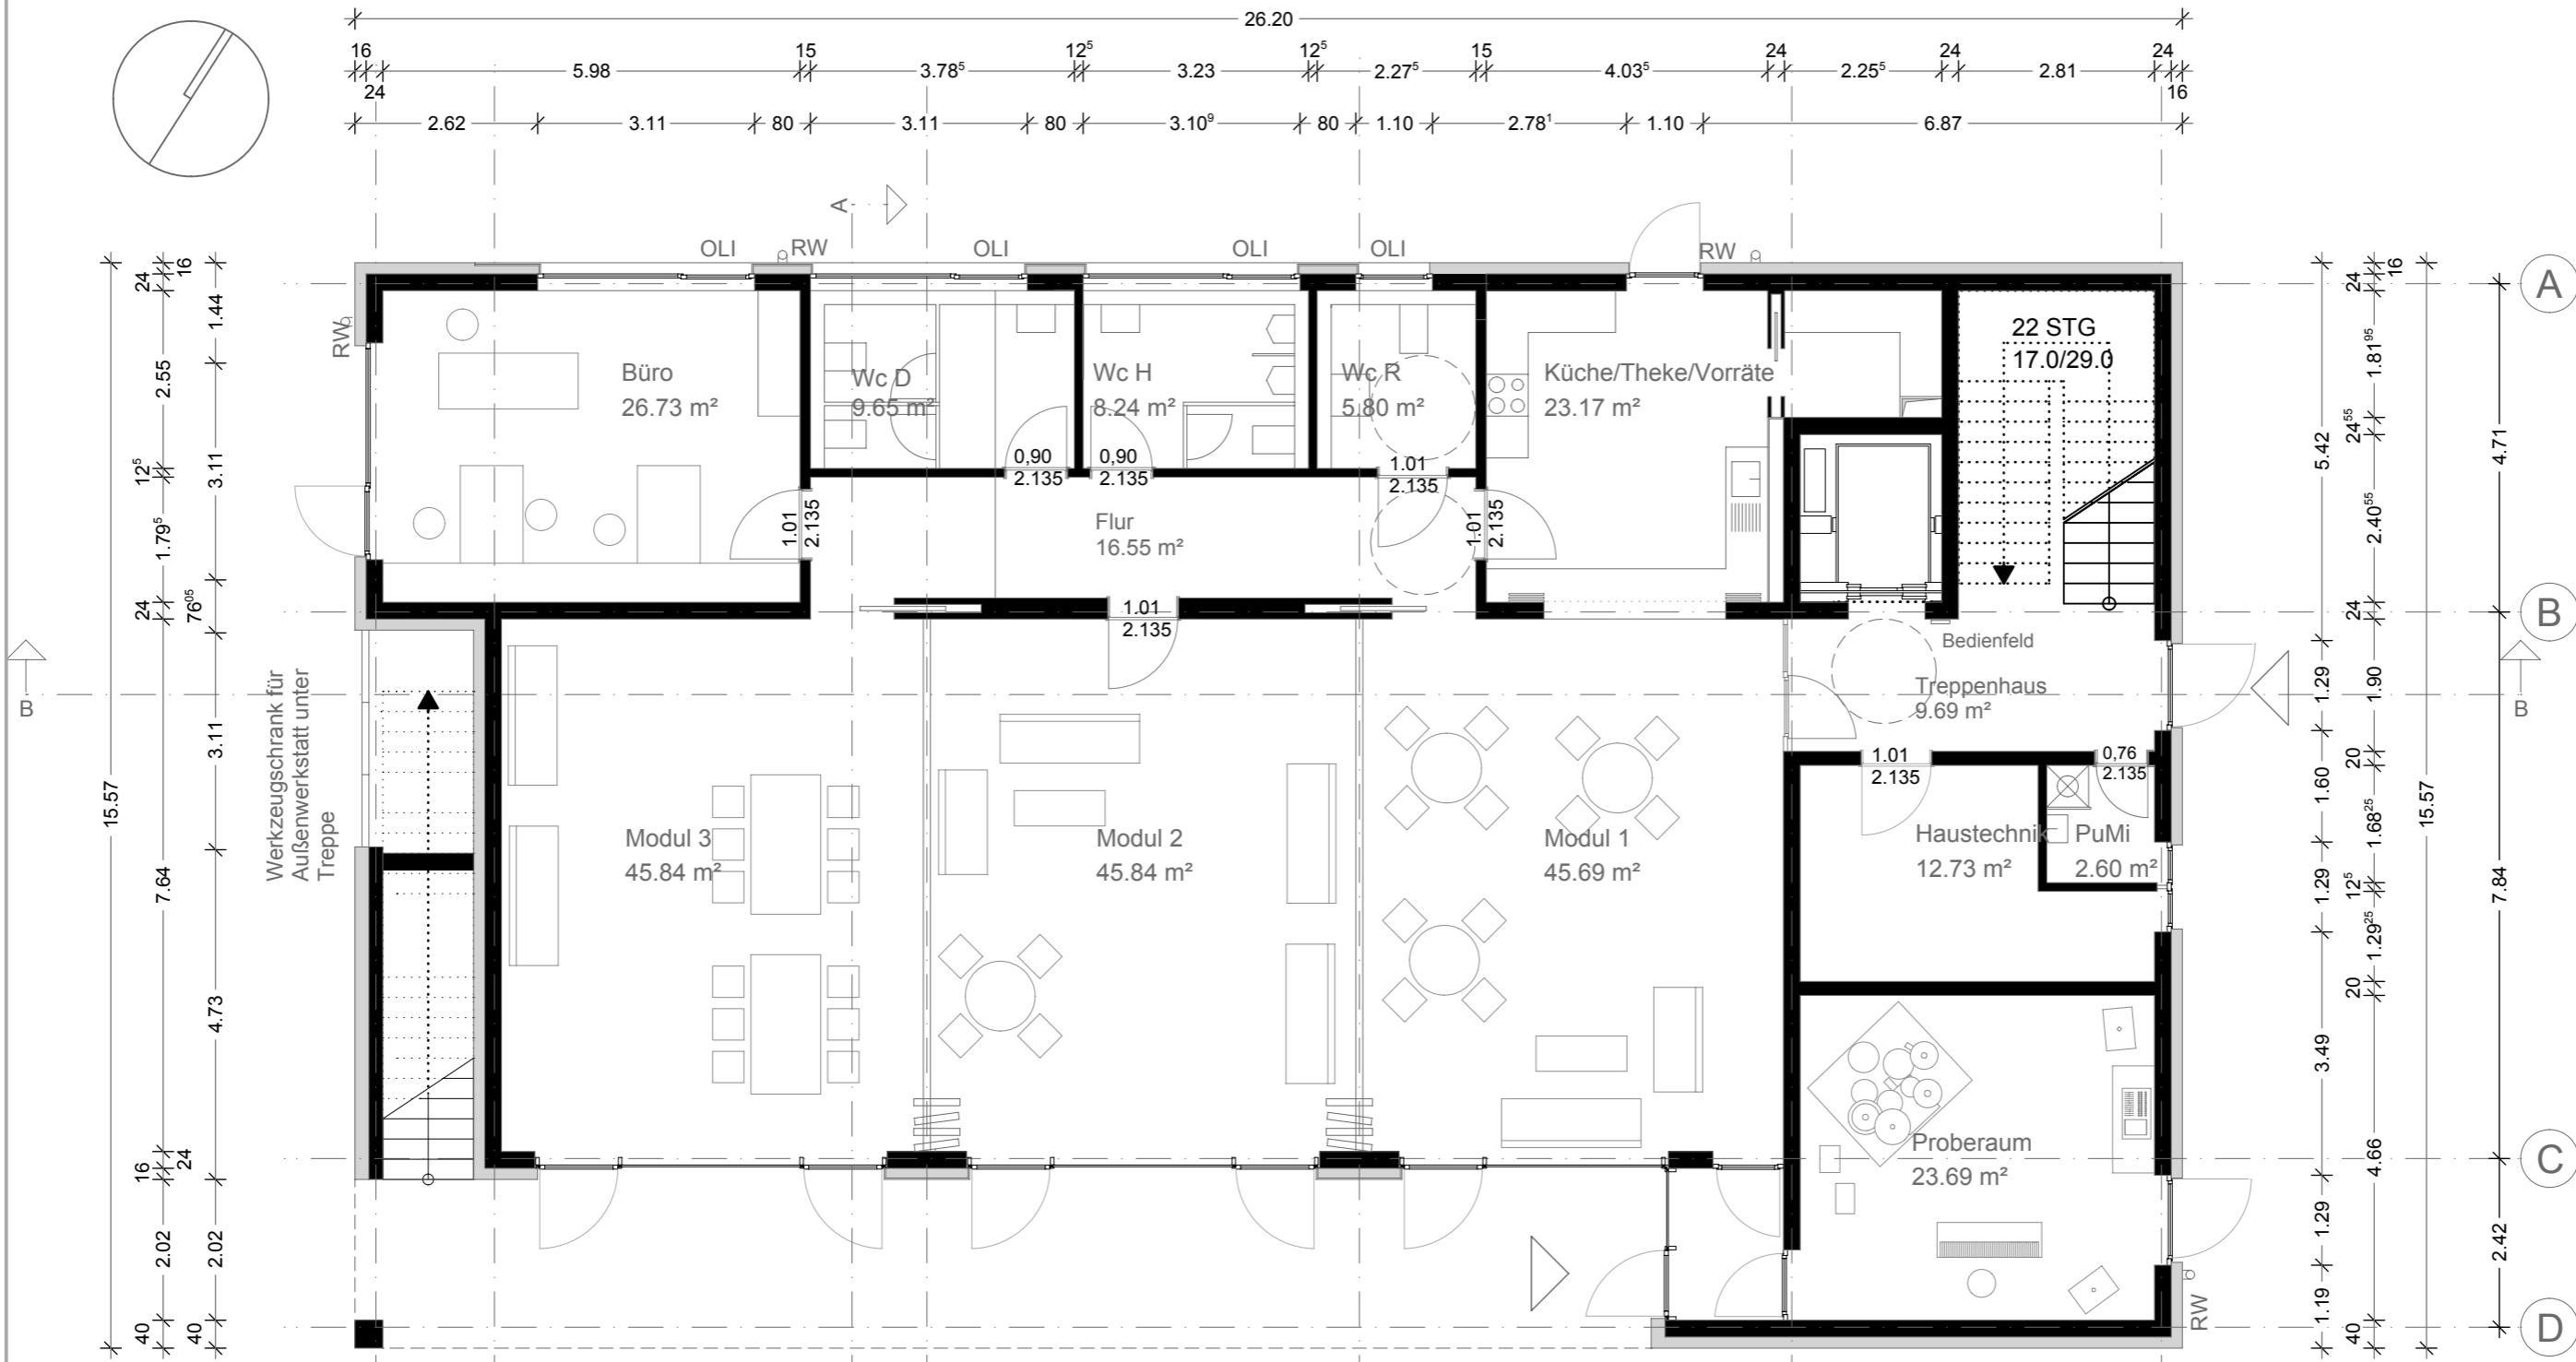 26.20
16 15 12⁵ 12⁵ 15 24 24 24
5.98 3.78⁵ 3.23 2.27⁵ 4.03⁵ 2.25⁵ 2.81
24 16
2.62 3.11 80 3.11 80 3.10⁹ 80 1.10 2.78¹ 1.10 6.87
A
OLI RW OLI OLI OLI RW
RW
15.57
24 2.55 12⁵ 1.79⁵ 24 7.64 16 2.02 40
16 1.44 3.11 76⁰⁵ 3.11 4.73 24 2.02 40
Büro
26.73 m²
Wc D
9.65 m²
Wc H
8.24 m²
Wc R
5.80 m²
Küche/Theke/Vorräte
23.17 m²
22 STG
17.0/29.0
0,90
2.135
0,90
2.135
1.01
2.135
1.01
2.135
1.01
2.135
Flur
16.55 m²
1.01
2.135
Bedienfeld
Treppenhaus
9.69 m²
1.01
2.135
0,76
2.135
Werkzeugschrank für
Außenwerkstatt unter
Treppe
B
B
Modul 3
45.84 m²
Modul 2
45.84 m²
Modul 1
45.69 m²
Haustechnik
12.73 m²
PuMi
2.60 m²
Proberaum
23.69 m²
RW
5.42 1.29 1.60 1.29 3.49 1.29 1.19
24 1.81⁹⁵ 24⁵⁵ 2.40⁵⁵ 24 1.90 20 1.68²⁵ 12⁵ 1.29²⁵ 20 4.66 40
16
15.57
4.71 7.84 2.42
A
B
C
D